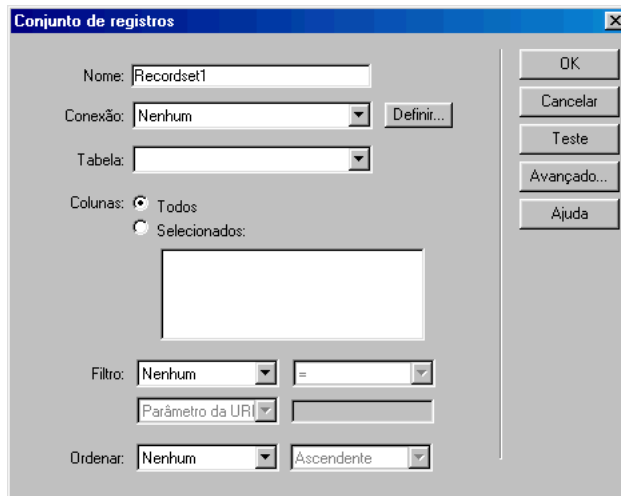 Conjunto de registros
Nome: Recordset1
Conexão: Nenhum Definir...
Tabela:
Colunas: Todos
Selecionados:
Filtro: Nenhum =
Parâmetro da URI
Ordenar: Nenhum Ascendente
OK
Cancelar
Teste
Avançado...
Ajuda